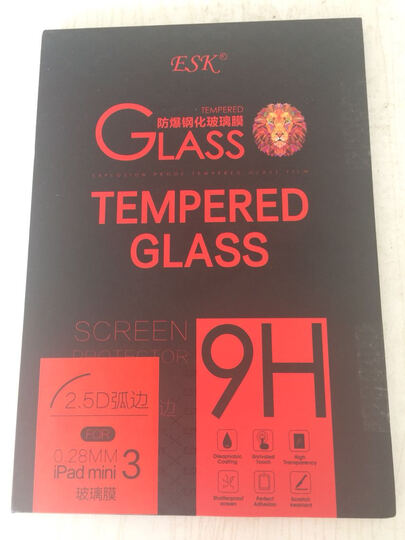 ESK©
TEMPERED
防爆钢化玻璃膜
GLASS
EXPLOSION PROOF TEMPERED GLASS FILM
TEMPERED
GLASS
SCREEN
PROTECTOR
9H
2.5D弧边
边
FOR
0.28MM
iPad mini 3
玻璃膜
Oleophobic
Coating
Sensitive
Touch
High
Transparency
Shatterproof
screen
Perfect
Adhesion
Scratch
resistant